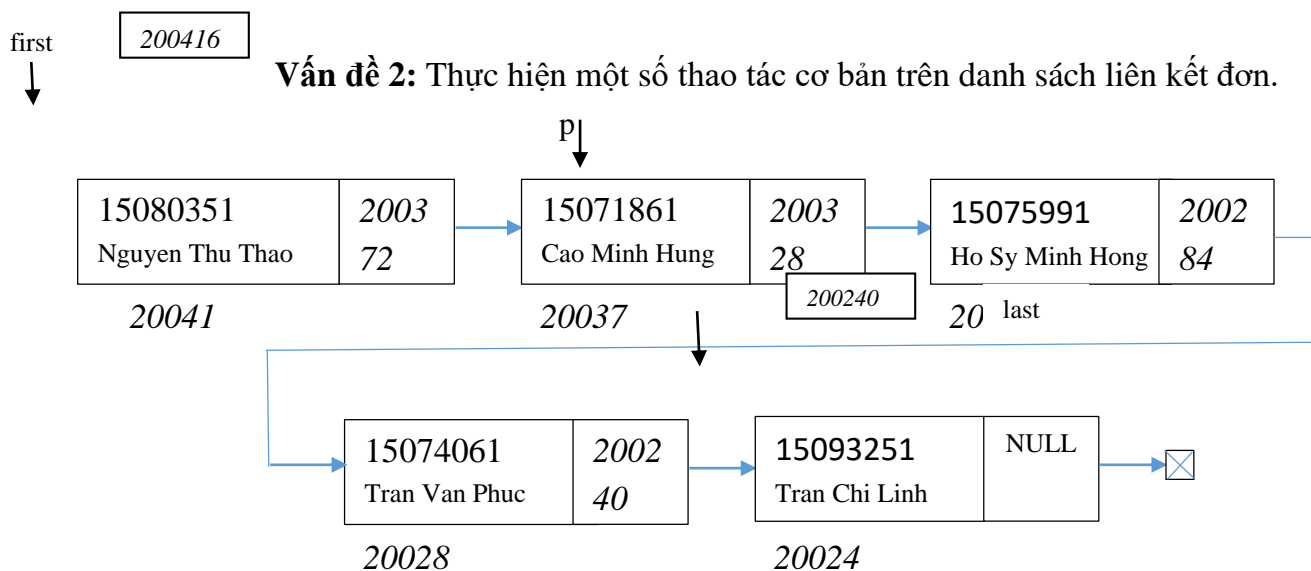 first
200416
Vấn đề 2: Thực hiện một số thao tác cơ bản trên danh sách liên kết đơn.
p
15080351
Nguyen Thu Thao
2003
72
15071861
Cao Minh Hung
2003
28
15075991
Ho Sy Minh Hong
2002
84
20041
20037
200240
20
last
15074061
Tran Van Phuc
2002
40
15093251
Tran Chi Linh
NULL
20028
20024